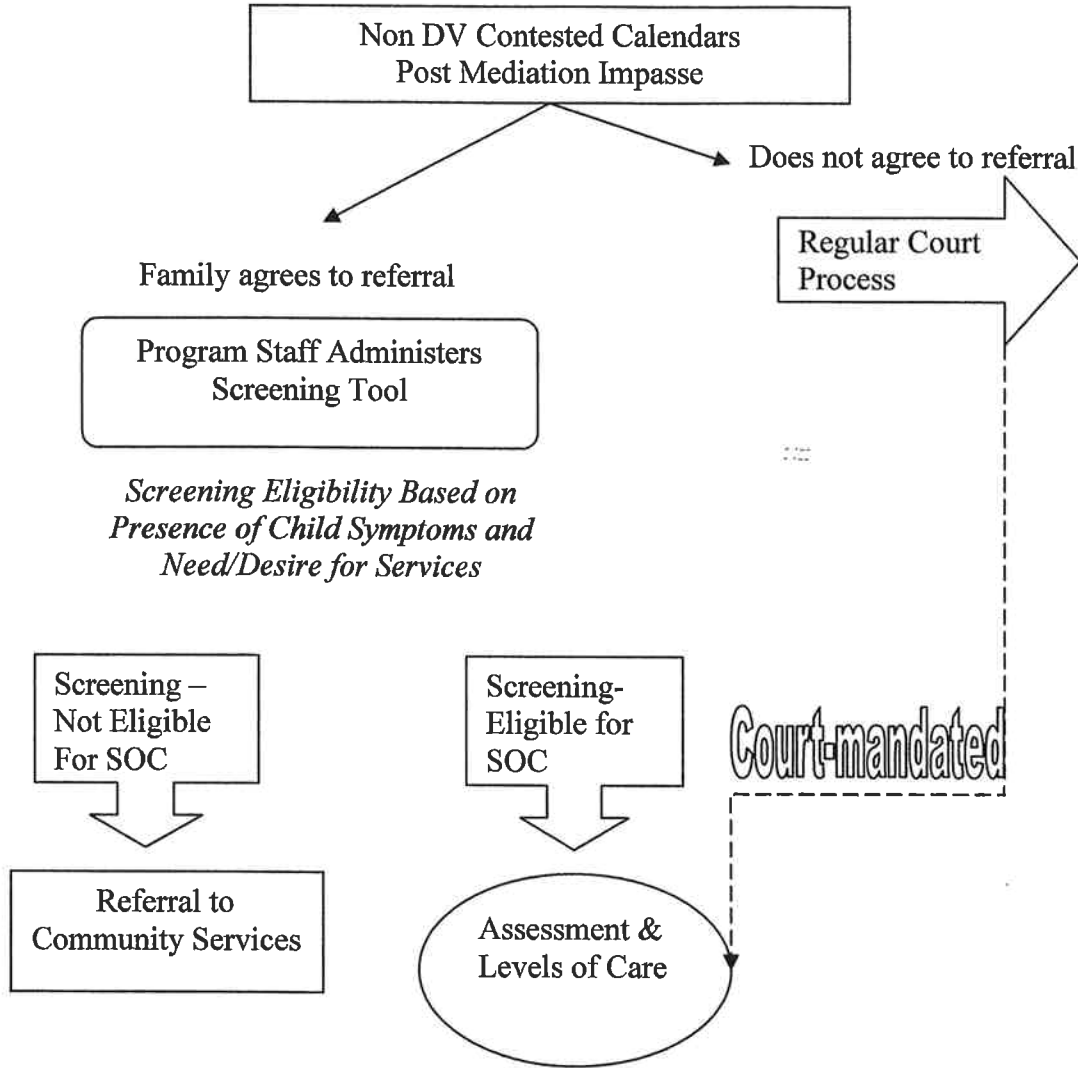 Non DV Contested Calendars
Post Mediation Impasse
Does not agree to referral
Regular Court
Process
Family agrees to referral
Program Staff Administers
Screening Tool
Screening Eligibility Based on
Presence of Child Symptoms and
Need/Desire for Services
Screening –
Not Eligible
For SOC
Screening-
Eligible for
SOC
Court-mandated
Referral to
Community Services
Assessment &
Levels of Care